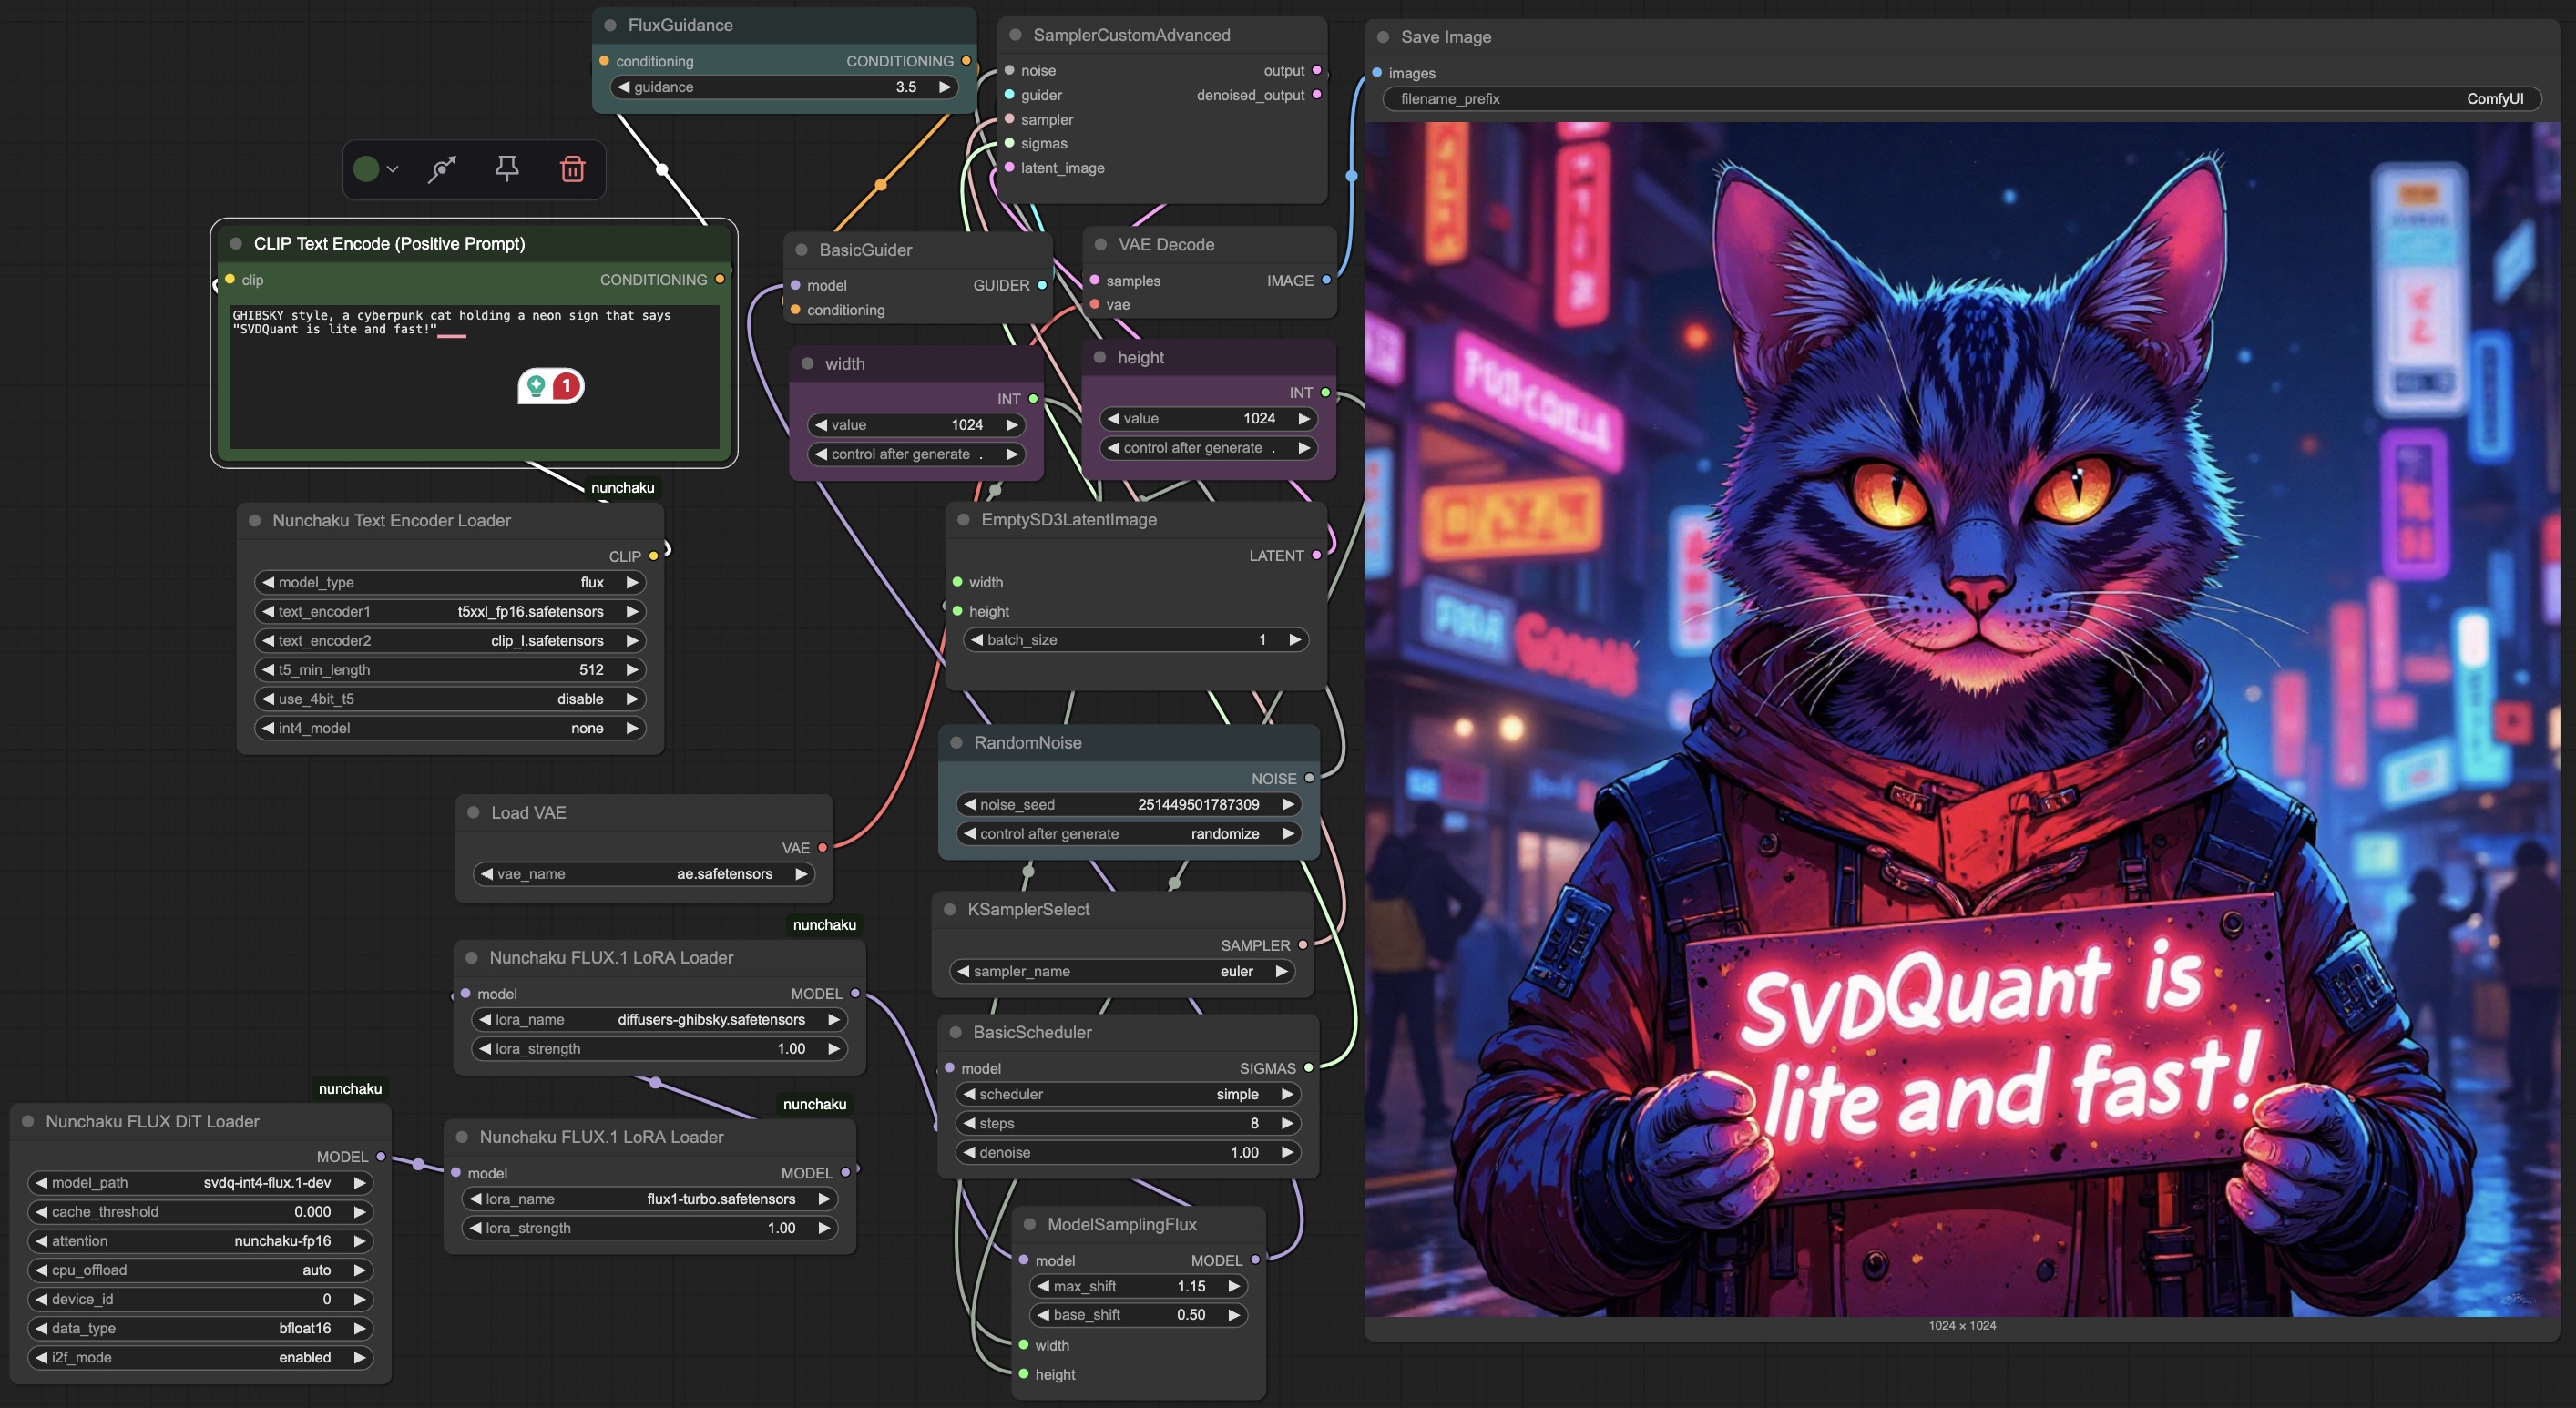 FluxGuidance
conditioning
CONDITIONING
guidance
3.5
CLIP Text Encode (Positive Prompt)
clip
CONDITIONING
GHIBSKY style, a cyberpunk cat holding a neon sign that says
"SVDQuant is lite and fast!"
1
nunchaku
Nunchaku Text Encoder Loader
CLIP
model_type
flux
text_encoder1
t5xxl_fp16.safetensors
text_encoder2
clip_l.safetensors
t5_min_length
512
use_4bit_t5
disable
int4_model
none
Load VAE
VAE
vae_name
ae.safetensors
nunchaku
Nunchaku FLUX.1 LoRA Loader
model
MODEL
lora_name
diffusers-ghibsky.safetensors
lora_strength
1.00
nunchaku
Nunchaku FLUX DiT Loader
MODEL
model_path
svdq-int4-flux.1-dev
cache_threshold
0.000
attention
nunchaku-fp16
cpu_offload
auto
device_id
0
data_type
bfloat16
i2f_mode
enabled
nunchaku
Nunchaku FLUX.1 LoRA Loader
model
MODEL
lora_name
flux1-turbo.safetensors
lora_strength
1.00
SamplerCustomAdvanced
noise
output
guider
denoised_output
sampler
sigmas
latent_image
BasicGuider
model
GUIDER
conditioning
VAE Decode
samples
IMAGE
vae
width
INT
value
1024
control after generate .
height
INT
value
1024
control after generate .
EmptySD3LatentImage
LATENT
width
height
batch_size
1
RandomNoise
NOISE
noise_seed
251449501787309
control after generate
randomize
KSamplerSelect
SAMPLER
sampler_name
euler
BasicScheduler
model
SIGMAS
scheduler
simple
steps
8
denoise
1.00
ModelSamplingFlux
model
MODEL
max_shift
1.15
base_shift
0.50
width
height
Save Image
images
filename_prefix
ComfyUI
SVDQuant is
lite and fast!
1024 × 1024